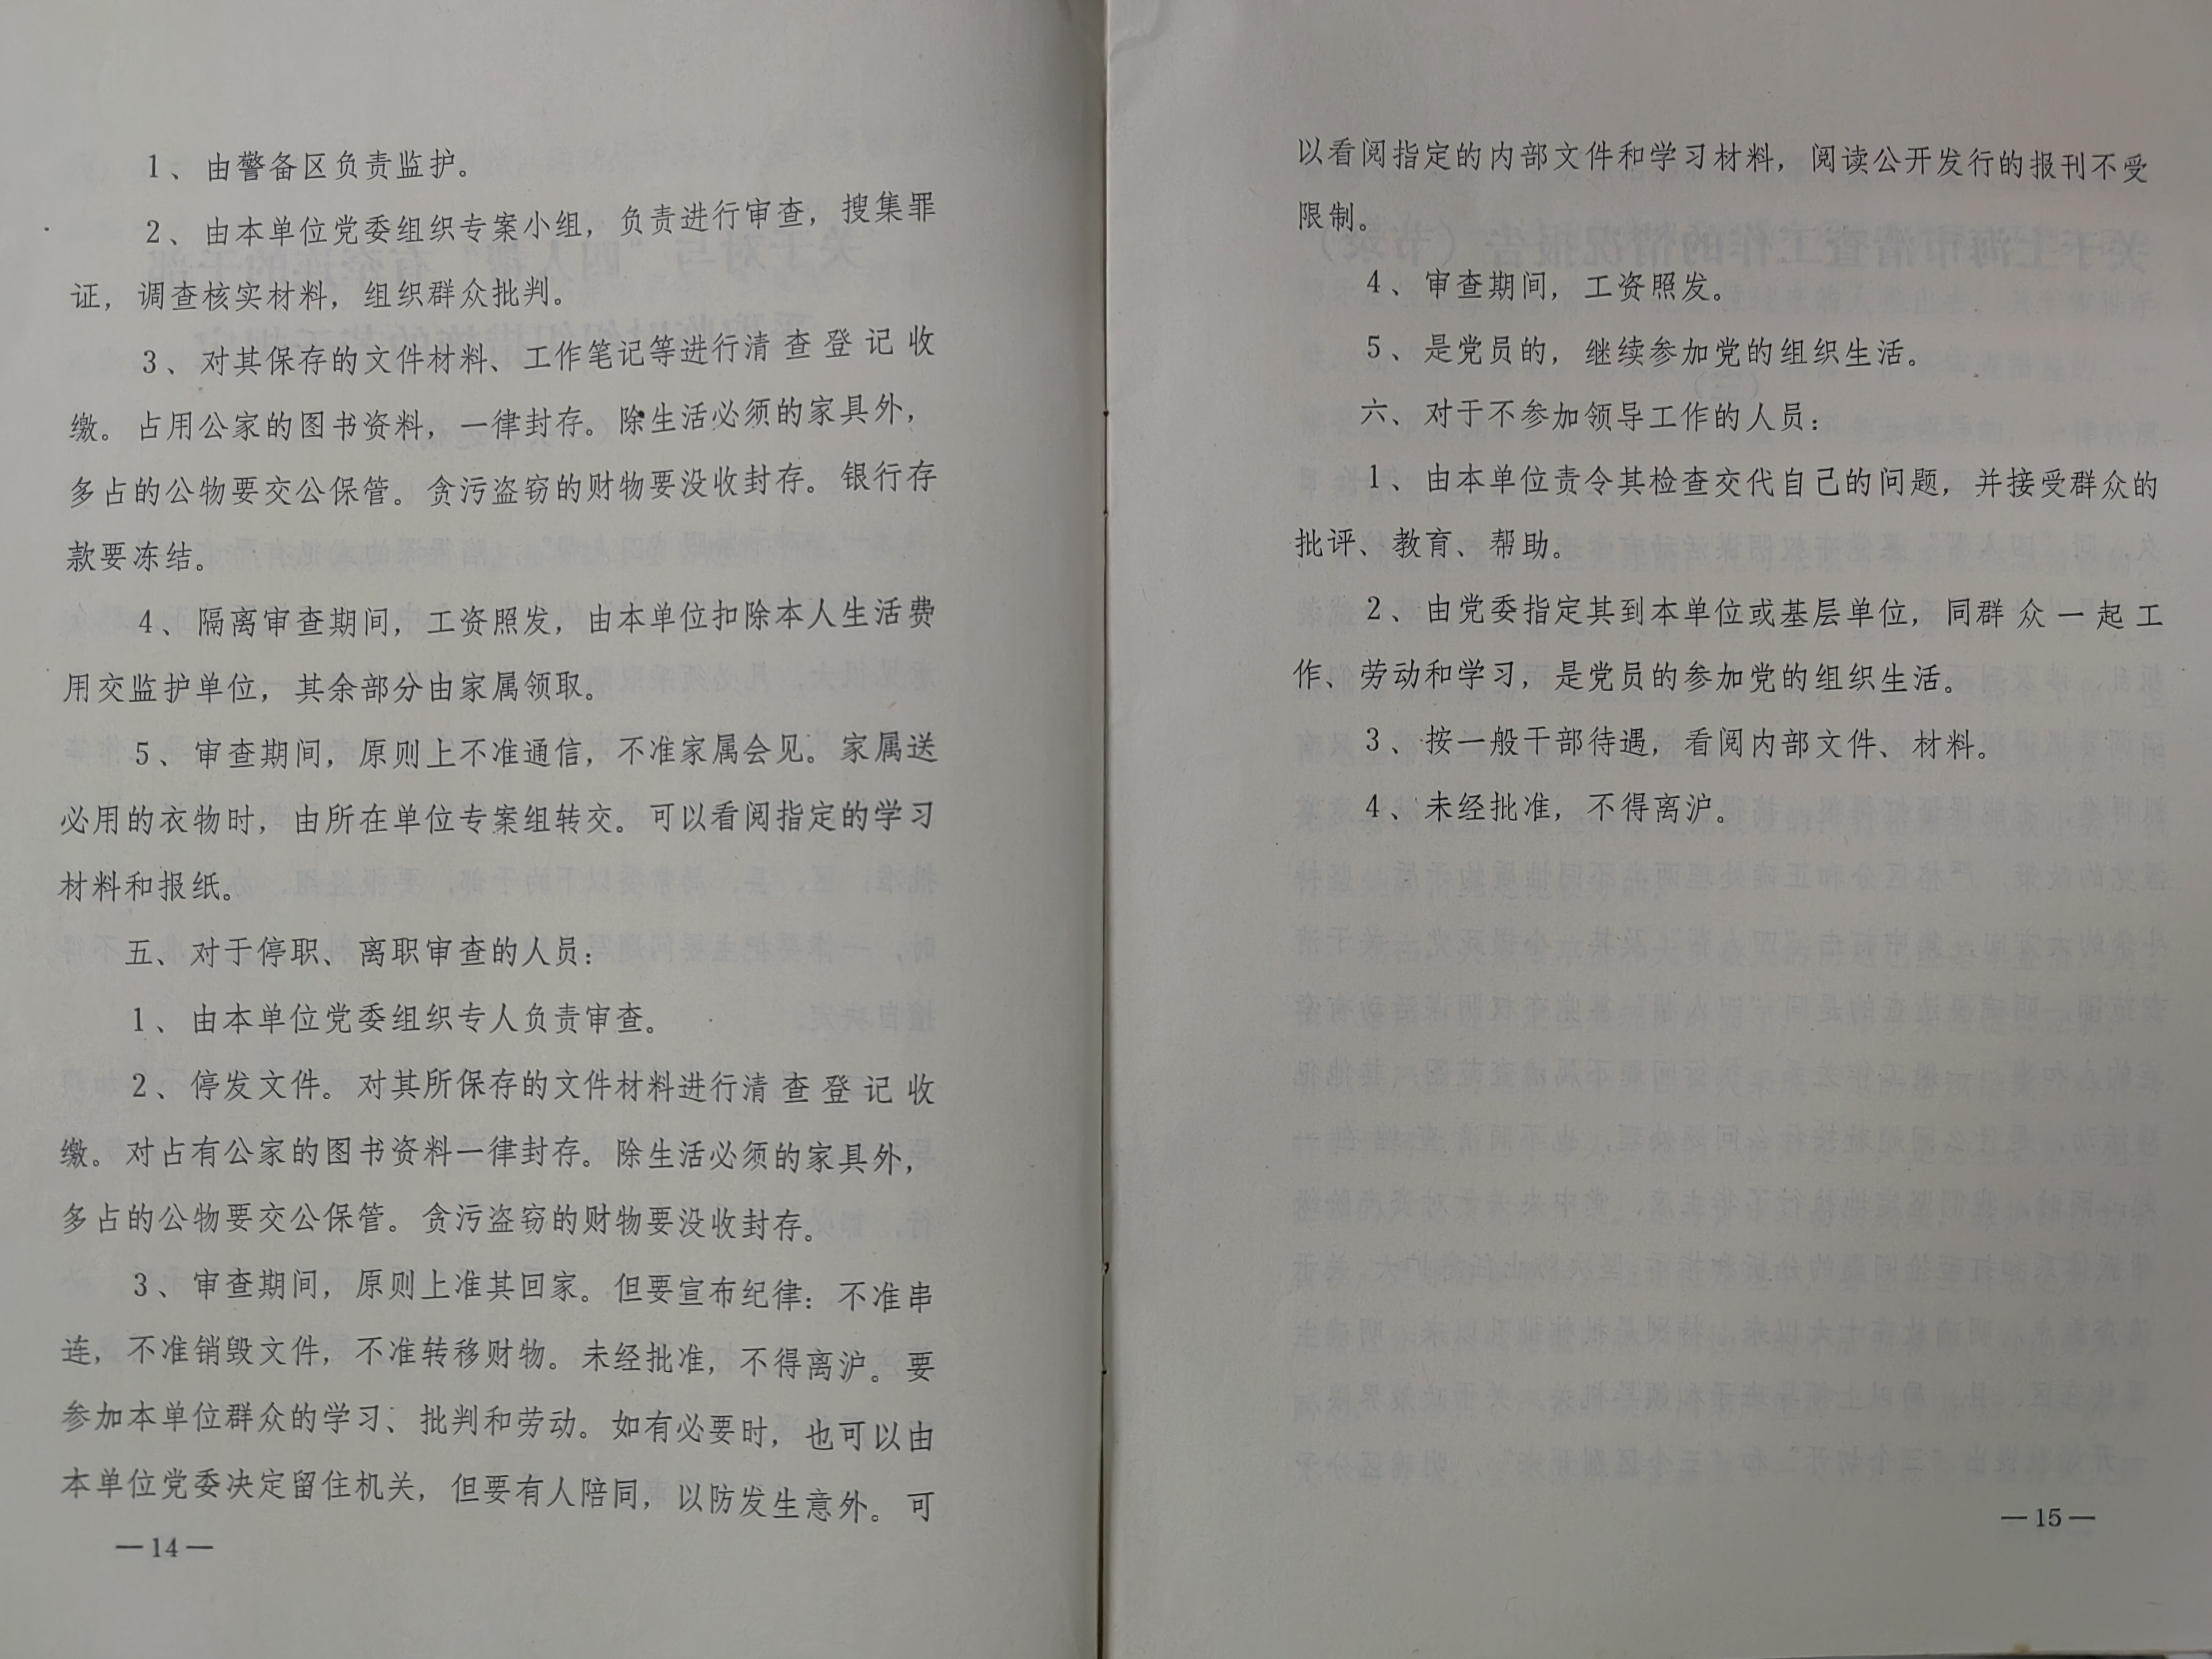 1、由警备区负责监护。
2、由本单位党委组织专案小组，负责进行审查，搜集罪
证，调查核实材料，组织群众批判。
3、对其保存的文件材料、工作笔记等进行清查登记收
缴。占用公家的图书资料，一律封存。除生活必须的家具外，
多占的公物要交公保管。贪污盗窃的财物要没收封存。银行存
款要冻结。
4、隔离审查期间，工资照发，由本单位扣除本人生活费
用交监护单位，其余部分由家属领取。
5、审查期间，原则上不准通信，不准家属会见。家属送
必用的衣物时，由所在单位专案组转交。可以看阅指定的学习
材料和报纸。
五、对于停职、离职审查的人员：
1、由本单位党委组织专人负责审查。
2、停发文件。对其所保存的文件材料进行清查登记收
缴。对占有公家的图书资料一律封存。除生活必须的家具外，
多占的公物要交公保管。贪污盗窃的财物要没收封存。
3、审查期间，原则上准其回家。但要宣布纪律：不准串
连，不准销毁文件，不准转移财物。未经批准，不得离沪。要
参加本单位群众的学习、批判和劳动。如有必要时，也可以由
本单位党委决定留住机关，但要有人陪同，以防发生意外。可
—14—
以看阅指定的内部文件和学习材料，阅读公开发行的报刊不受
限制。
4、审查期间，工资照发。
5、是党员的，继续参加党的组织生活。
六、对于不参加领导工作的人员：
1、由本单位责令其检查交代自己的问题，并接受群众的
批评、教育、帮助。
2、由党委指定其到本单位或基层单位，同群众一起工
作、劳动和学习，是党员的参加党的组织生活。
3、按一般干部待遇，看阅内部文件、材料。
4、未经批准，不得离沪。
—15—